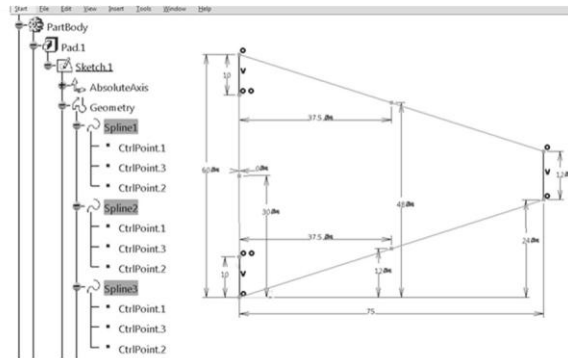 Start File Edit View Insert Tools Window Help
PartBody
Pad.1
Sketch.1
AbsoluteAxis
Geometry
Spline1
CtrlPoint.1
CtrlPoint.3
CtrlPoint.2
Spline2
CtrlPoint.1
CtrlPoint.3
CtrlPoint.2
Spline3
CtrlPoint.1
CtrlPoint.3
CtrlPoint.2
10
V
37.5
60
30
48
12
V
37.5
10
V
12
24
75